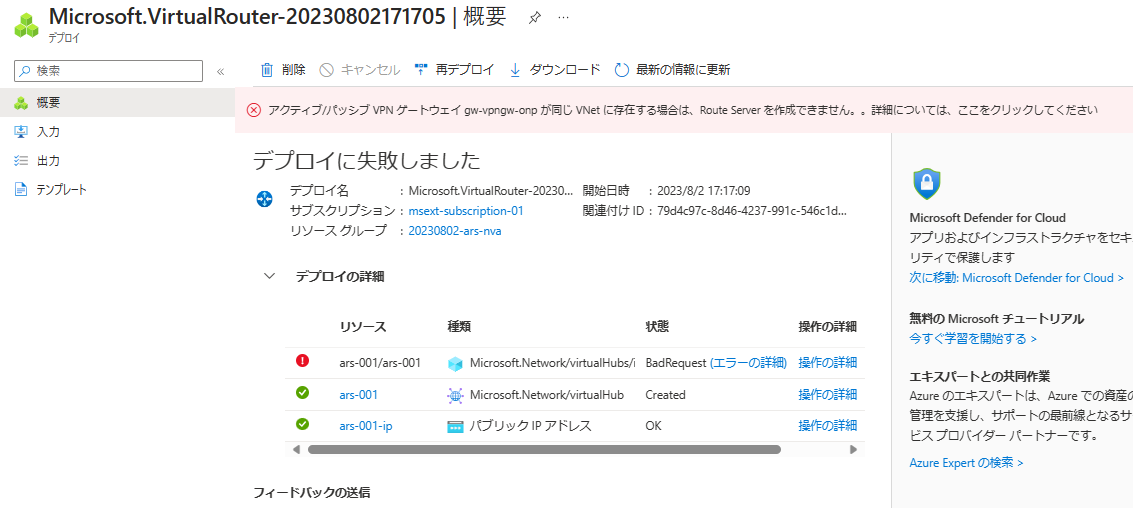 Microsoft.VirtualRouter-20230802171705 | 概要
デプロイ
検索
«
削除 キャンセル 再デプロイ ダウンロード 最新の情報に更新
概要
入力
出力
テンプレート
アクティブ/パッシブ VPN ゲートウェイ gw-vpngw-onp が同じ VNet に存在する場合は、Route Server を作成できません。。詳細については、ここをクリックしてください
デプロイに失敗しました
デプロイ名 : Microsoft.VirtualRouter-20230... 開始日時 : 2023/8/2 17:17:09
サブスクリプション : msext-subscription-01 関連付け ID : 79d4c97c-8d46-4237-991c-546c1d...
リソース グループ : 20230802-ars-nva
デプロイの詳細
リソース 種類 状態 操作の詳細
ars-001/ars-001 Microsoft.Network/virtualHubs/i BadRequest (エラーの詳細) 操作の詳細
ars-001 Microsoft.Network/virtualHub Created 操作の詳細
ars-001-ip パブリック IP アドレス OK 操作の詳細
フィードバックの送信
Microsoft Defender for Cloud
アプリおよびインフラストラクチャをセキ
リティで保護します
次に移動: Microsoft Defender for Cloud >
無料の Microsoft チュートリアル
今すぐ学習を開始する >
エキスパートとの共同作業
Azure のエキスパートは、Azure での資産の
管理を支援し、サポートの最前線となるサ
ビス プロバイダー パートナーです。
Azure Expert の検索 >